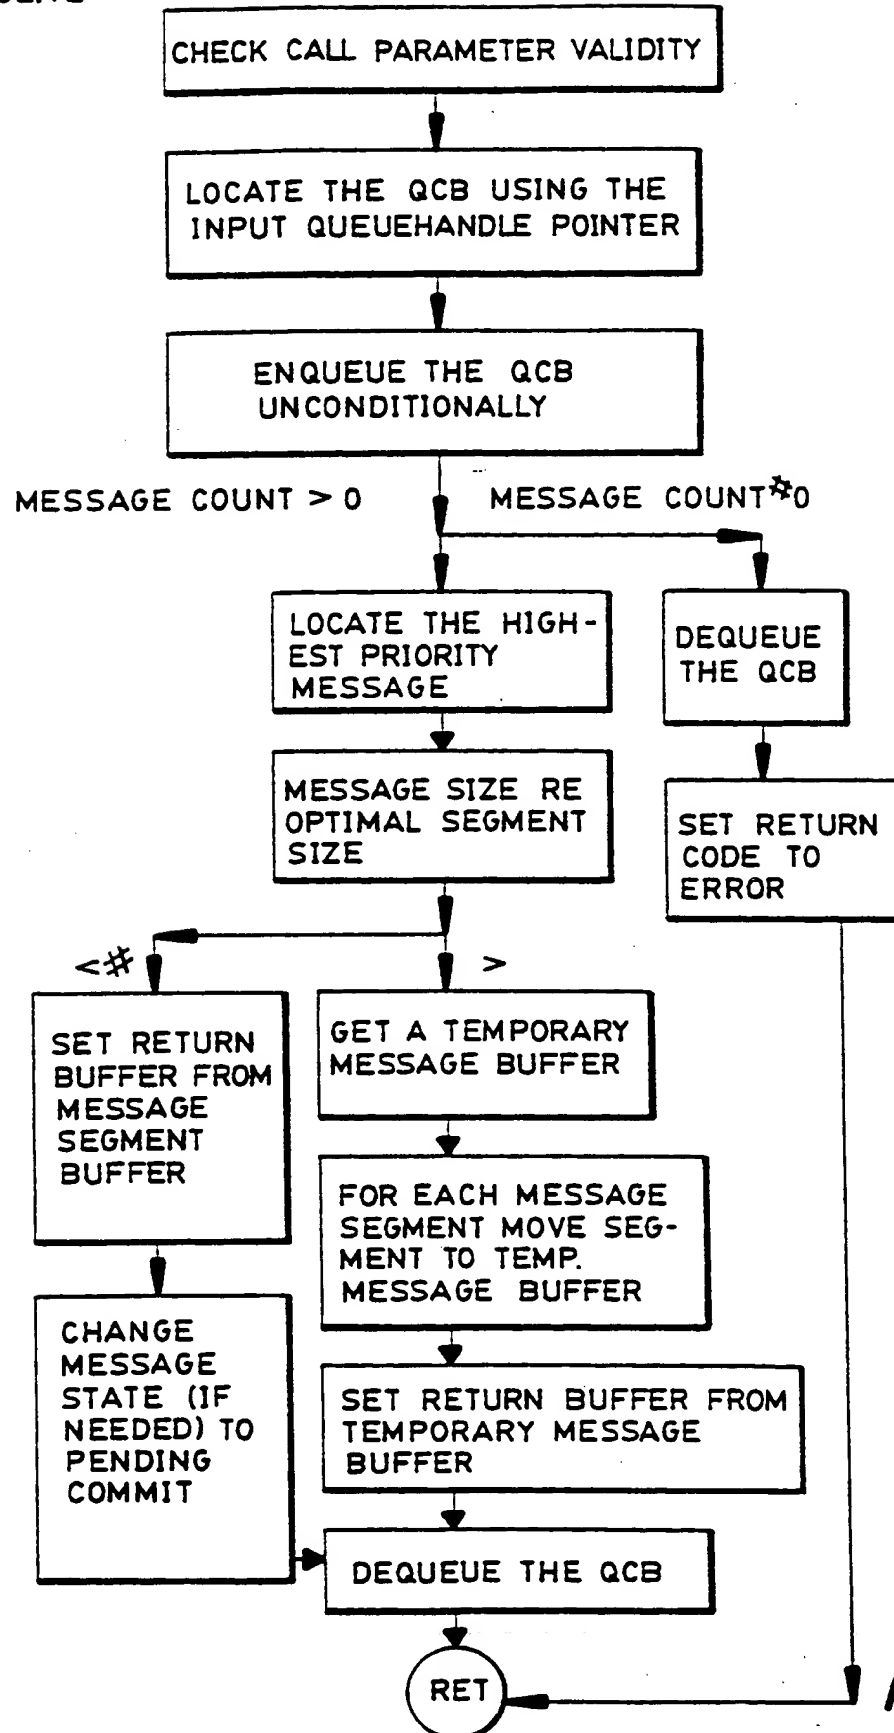 CHECK CALL PARAMETER VALIDITY
LOCATE THE QCB USING THE
INPUT QUEUEHANDLE POINTER
ENQUEUE THE QCB
UNCONDITIONALLY
MESSAGE COUNT > 0
MESSAGE COUNT # 0
LOCATE THE HIGH-
EST PRIORITY
MESSAGE
DEQUEUE
THE QCB
MESSAGE SIZE RE
OPTIMAL SEGMENT
SIZE
SET RETURN
CODE TO
ERROR
<#
>
SET RETURN
BUFFER FROM
MESSAGE
SEGMENT
BUFFER
GET A TEMPORARY
MESSAGE BUFFER
FOR EACH MESSAGE
SEGMENT MOVE SEG-
MENT TO TEMP.
MESSAGE BUFFER
CHANGE
MESSAGE
STATE (IF
NEEDED) TO
PENDING
COMMIT
SET RETURN BUFFER FROM
TEMPORARY MESSAGE
BUFFER
DEQUEUE THE QCB
RET